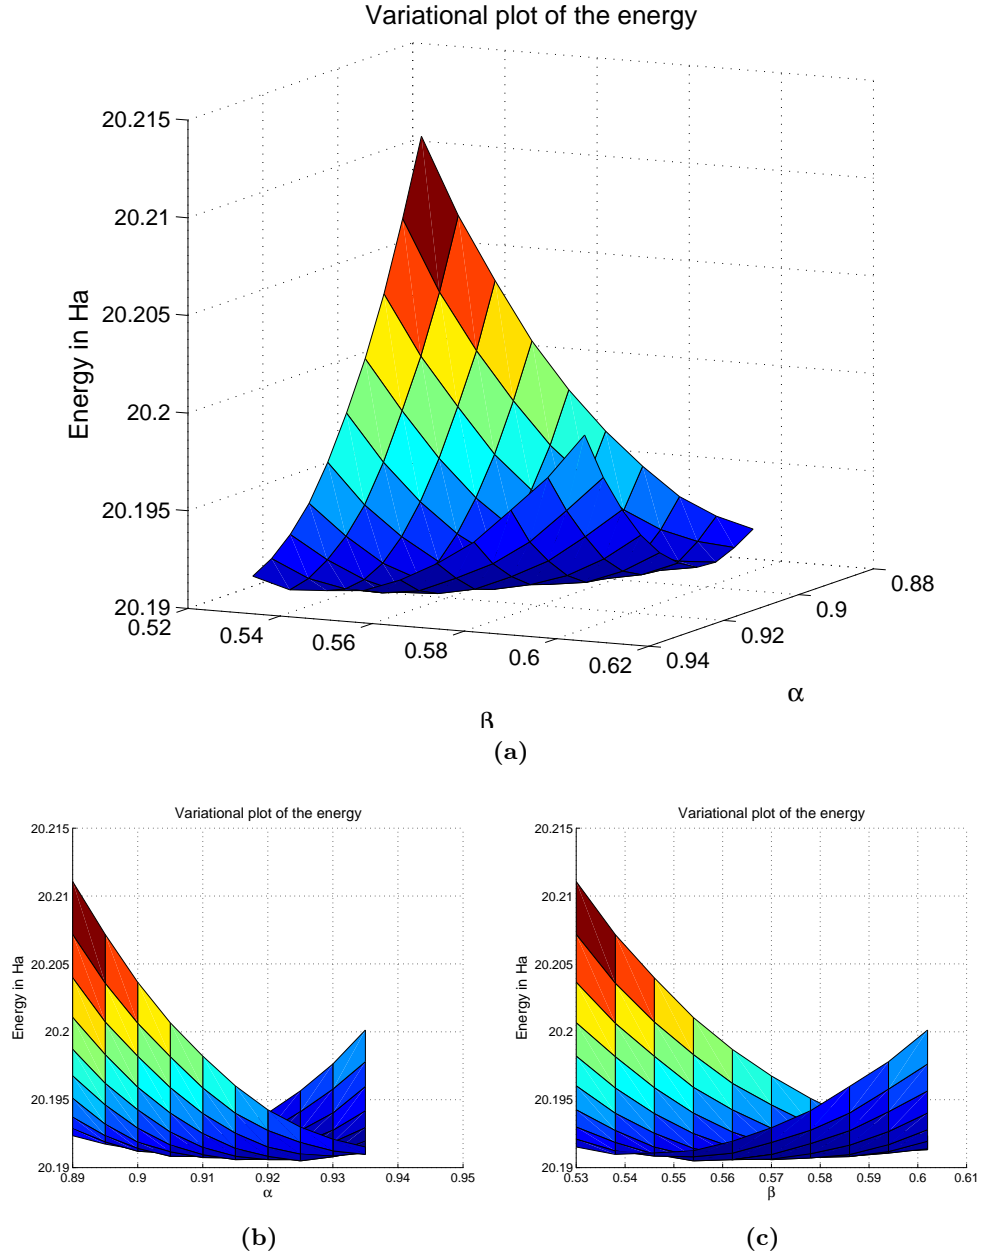 Variational plot of the energy
20.215
20.21
20.205
20.2
20.195
20.19
Energy in Ha
0.52
0.54
0.56
0.58
0.6
0.62
0.94
0.92
0.9
0.88
α
β
(a)
Variational plot of the energy
20.215
20.21
20.205
20.2
20.195
20.19
Energy in Ha
0.89 0.9 0.91 0.92 0.93 0.94 0.95
α
(b)
Variational plot of the energy
20.215
20.21
20.205
20.2
20.195
20.19
Energy in Ha
0.53 0.54 0.55 0.56 0.57 0.58 0.59 0.6 0.61
β
(c)